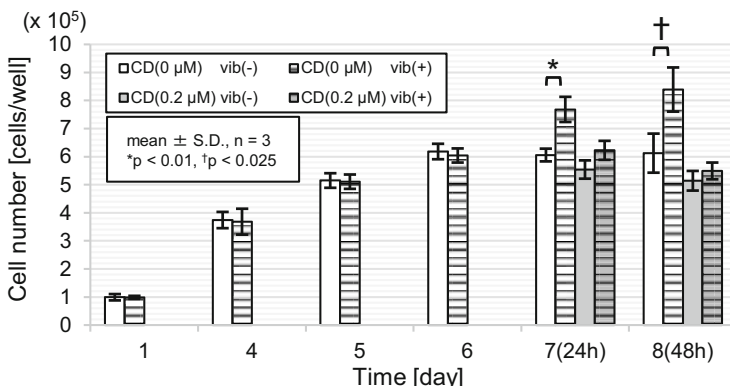 (x 10⁵)
10
9
8
7
6
5
4
3
2
1
0
Cell number [cells/well]
CD(0 µM) vib(-) CD(0 µM) vib(+)
CD(0.2 µM) vib(-) CD(0.2 µM) vib(+)
mean ± S.D., n = 3
*p < 0.01, †p < 0.025
*
†
1 4 5 6 7(24h) 8(48h)
Time [day]